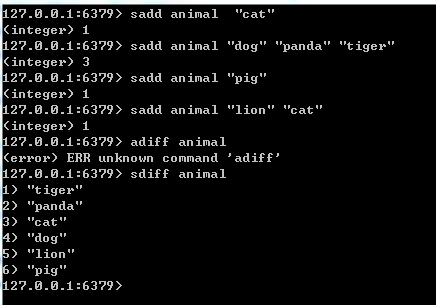 127.0.0.1:6379> sadd animal  "cat"
(integer) 1
127.0.0.1:6379> sadd animal "dog" "panda" "tiger"
(integer) 3
127.0.0.1:6379> sadd animal "pig"
(integer) 1
127.0.0.1:6379> sadd animal "lion" "cat"
(integer) 1
127.0.0.1:6379> adiff animal
(error) ERR unknown command 'adiff'
127.0.0.1:6379> sdiff animal
1) "tiger"
2) "panda"
3) "cat"
4) "dog"
5) "lion"
6) "pig"
127.0.0.1:6379>